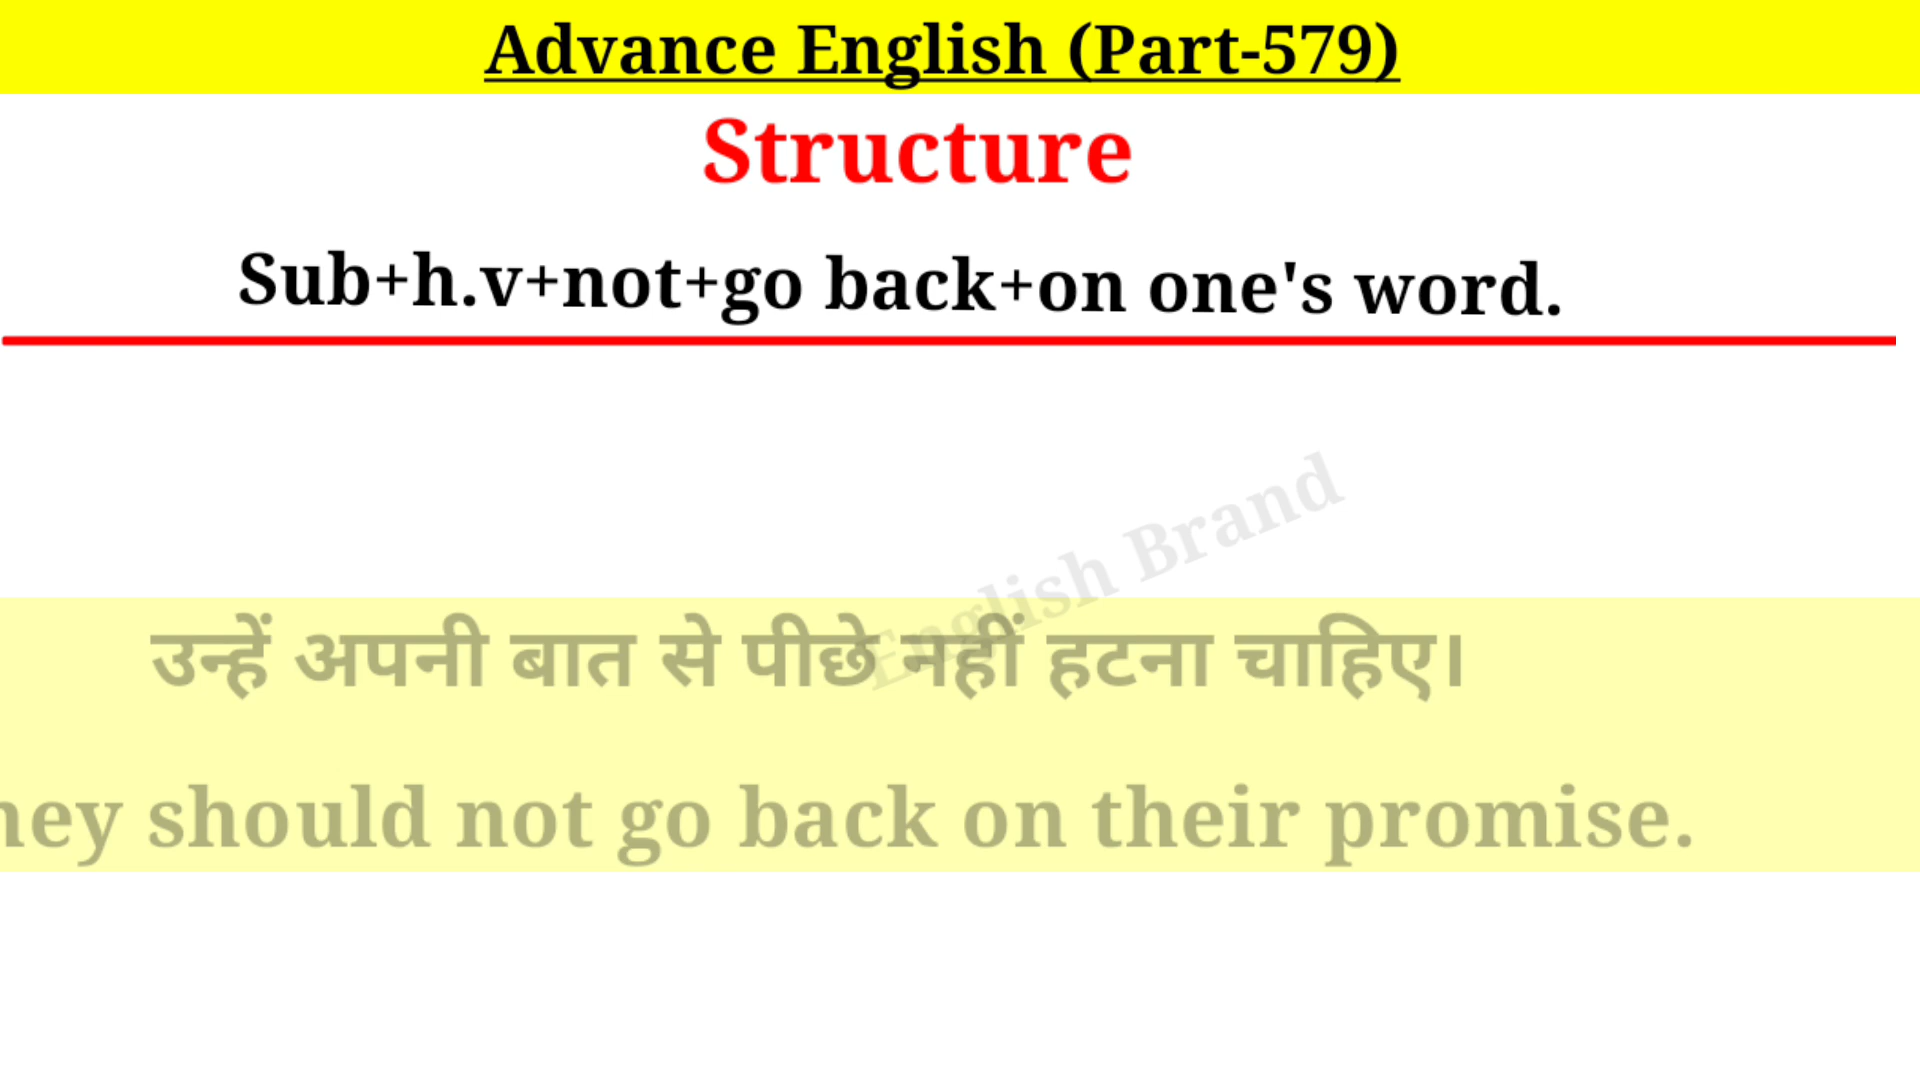 Advance English (Part-579)
Structure
Sub+h.v+not+go back+on one's word.
English Brand
उन्हें अपनी बात से पीछे नहीं हटना चाहिए।
hey should not go back on their promise.